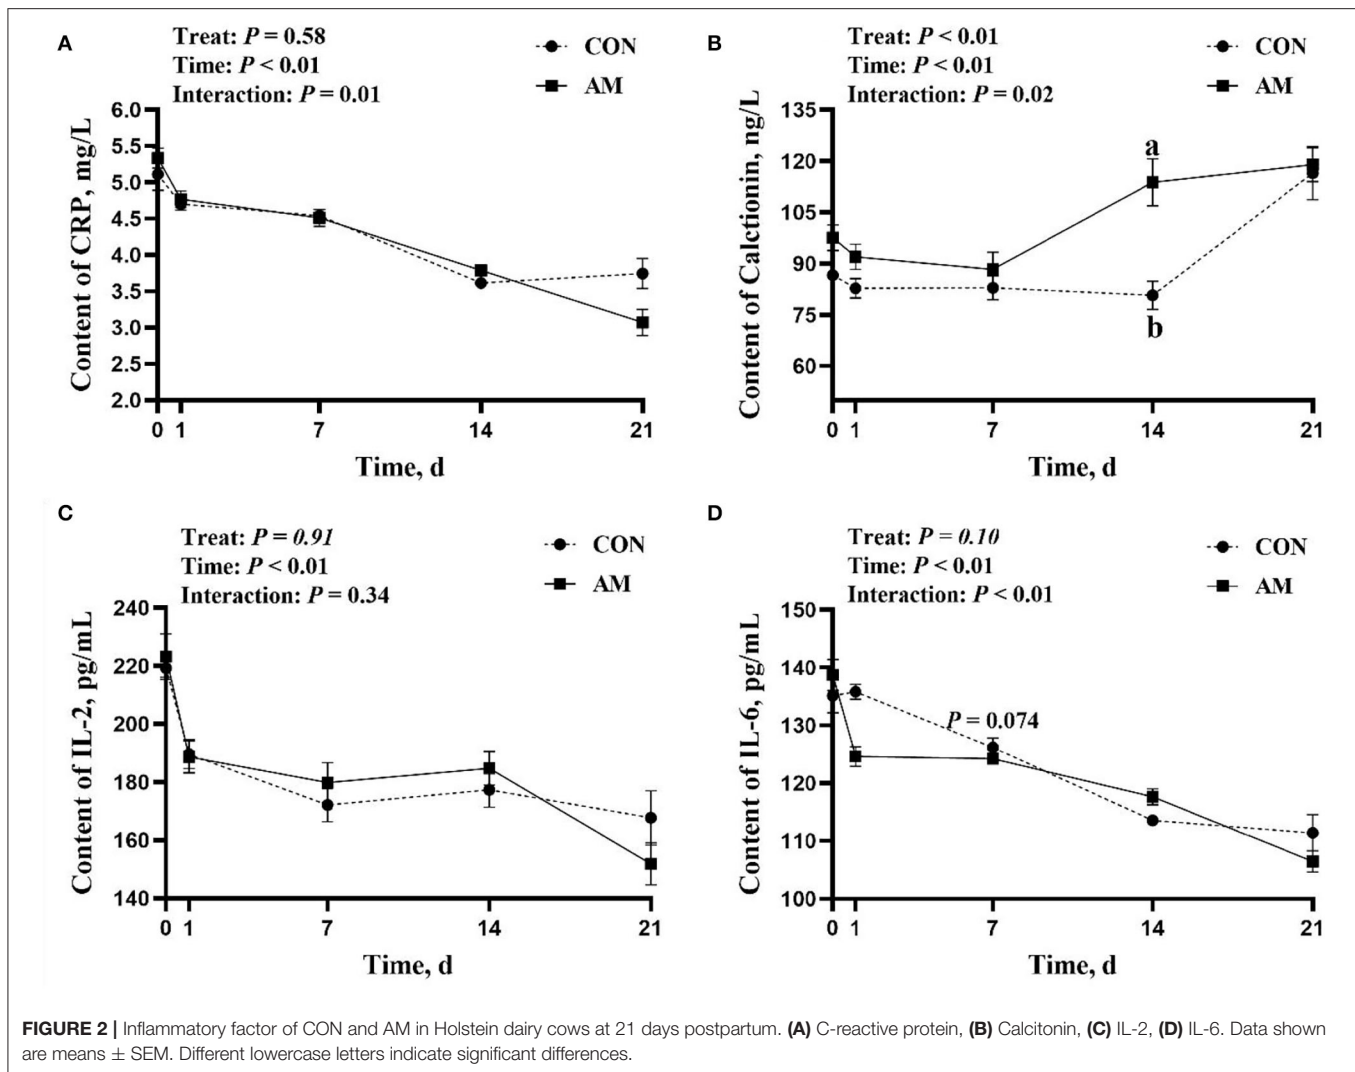 A
Treat: P = 0.58
Time: P < 0.01
Interaction: P = 0.01
CON
AM
Content of CRP, mg/L
6.0
5.5
5.0
4.5
4.0
3.5
3.0
2.5
2.0
0 1 7 14 21
Time, d
B
Treat: P < 0.01
Time: P < 0.01
Interaction: P = 0.02
CON
AM
Content of Calctionin, ng/L
135
120
105
90
75
60
a
b
0 1 7 14 21
Time, d
C
Treat: P = 0.91
Time: P < 0.01
Interaction: P = 0.34
CON
AM
Content of IL-2, pg/mL
240
220
200
180
160
140
0 1 7 14 21
Time, d
D
Treat: P = 0.10
Time: P < 0.01
Interaction: P < 0.01
CON
AM
Content of IL-6, pg/mL
150
140
130
120
110
100
P = 0.074
0 1 7 14 21
Time, d
FIGURE 2 | Inflammatory factor of CON and AM in Holstein dairy cows at 21 days postpartum. (A) C-reactive protein, (B) Calcitonin, (C) IL-2, (D) IL-6. Data shown
are means ± SEM. Different lowercase letters indicate significant differences.